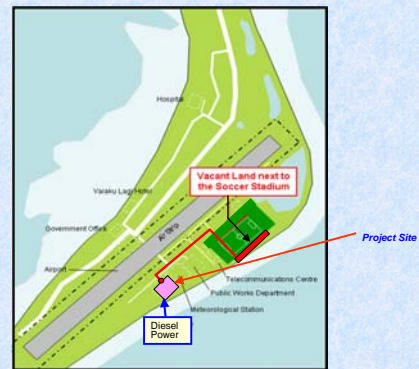 Hospital
Vacant Land next to
the Soccer Stadium
Vaiaku Lagi Hotel
Government Office
Project Site
Airport
Telecommunications Centre
Public Works Department
Meteorological Station
Diesel
Power